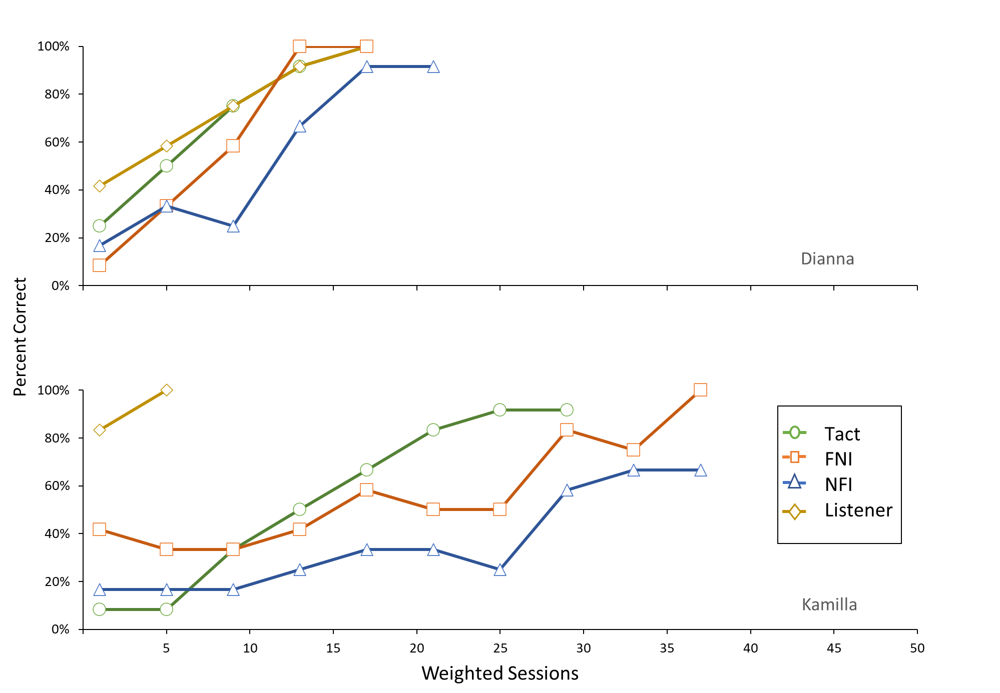 100%
80%
60%
40%
20%
0%
Dianna
Percent Correct
100%
80%
60%
40%
20%
0%
Tact
FNI
NFI
Listener
Kamilla
5 10 15 20 25 30 35 40 45 50
Weighted Sessions